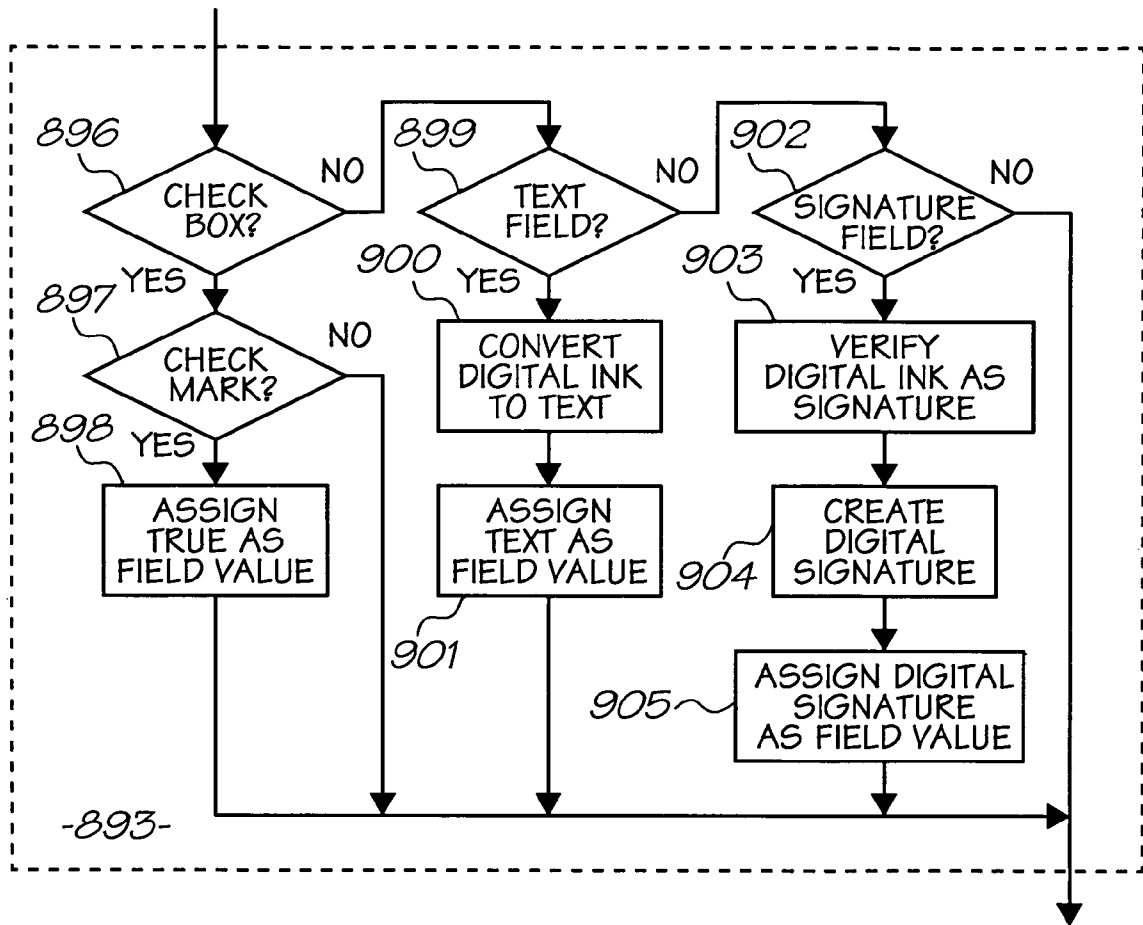 896
CHECK
BOX?
NO
YES
897
CHECK
MARK?
NO
YES
898
ASSIGN
TRUE AS
FIELD VALUE
899
TEXT
FIELD?
NO
YES
900
CONVERT
DIGITAL INK
TO TEXT
ASSIGN
TEXT AS
FIELD VALUE
901
902
SIGNATURE
FIELD?
NO
YES
903
VERIFY
DIGITAL INK AS
SIGNATURE
CREATE
DIGITAL
SIGNATURE
904
ASSIGN DIGITAL
SIGNATURE
AS FIELD VALUE
905
-893-